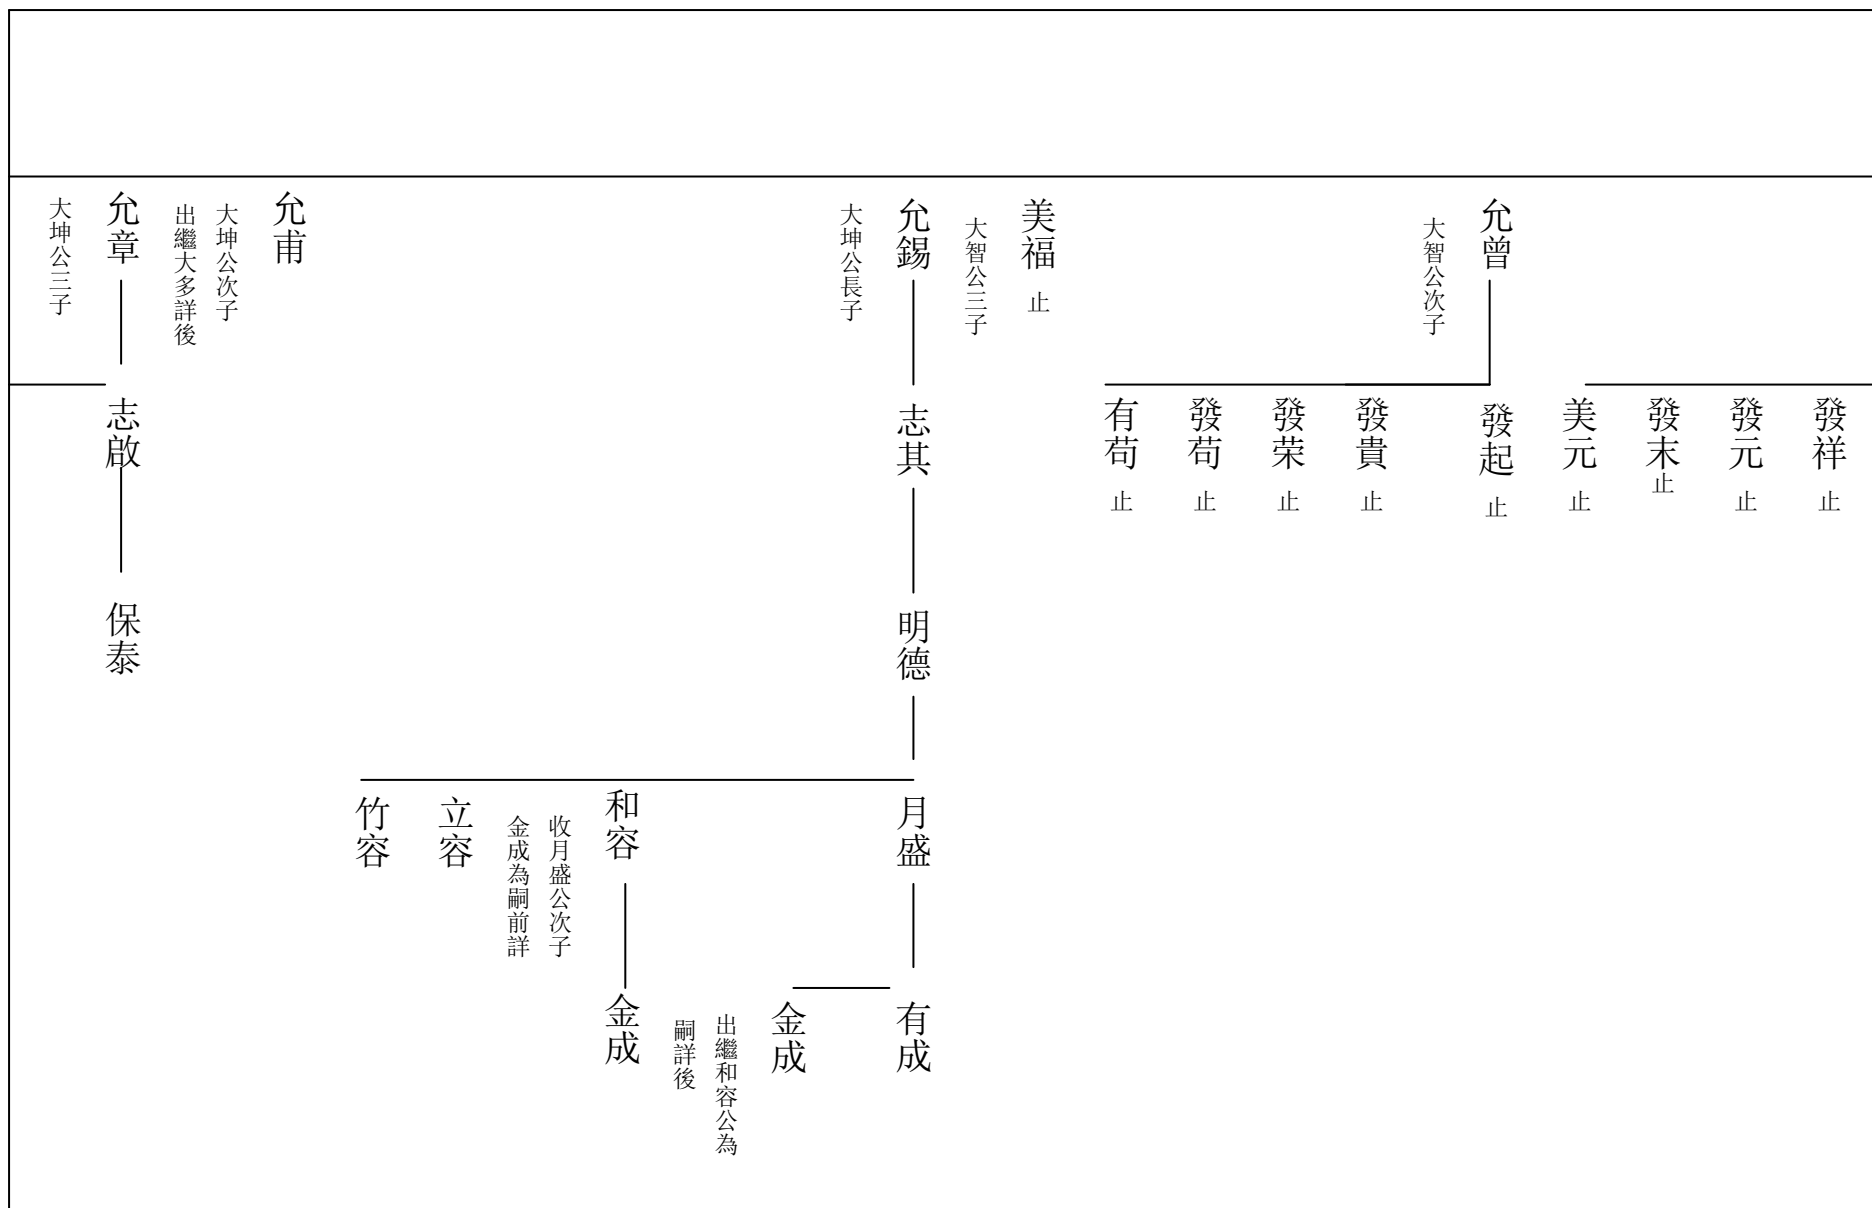 允曾
大智公次子
美福 止
大智公三子
允錫
大坤公長子
允甫
大坤公次子
出繼大多詳後
允章
大坤公三子
發祥 止
發元 止
發末 止
美元 止
發起 止
發貴 止
發荣 止
發苟 止
有苟 止
志其
志啟
明德
保泰
月盛
和容
收月盛公次子
金成為嗣前詳
立容
竹容
有成
金成
出繼和容公為
嗣詳後
金成